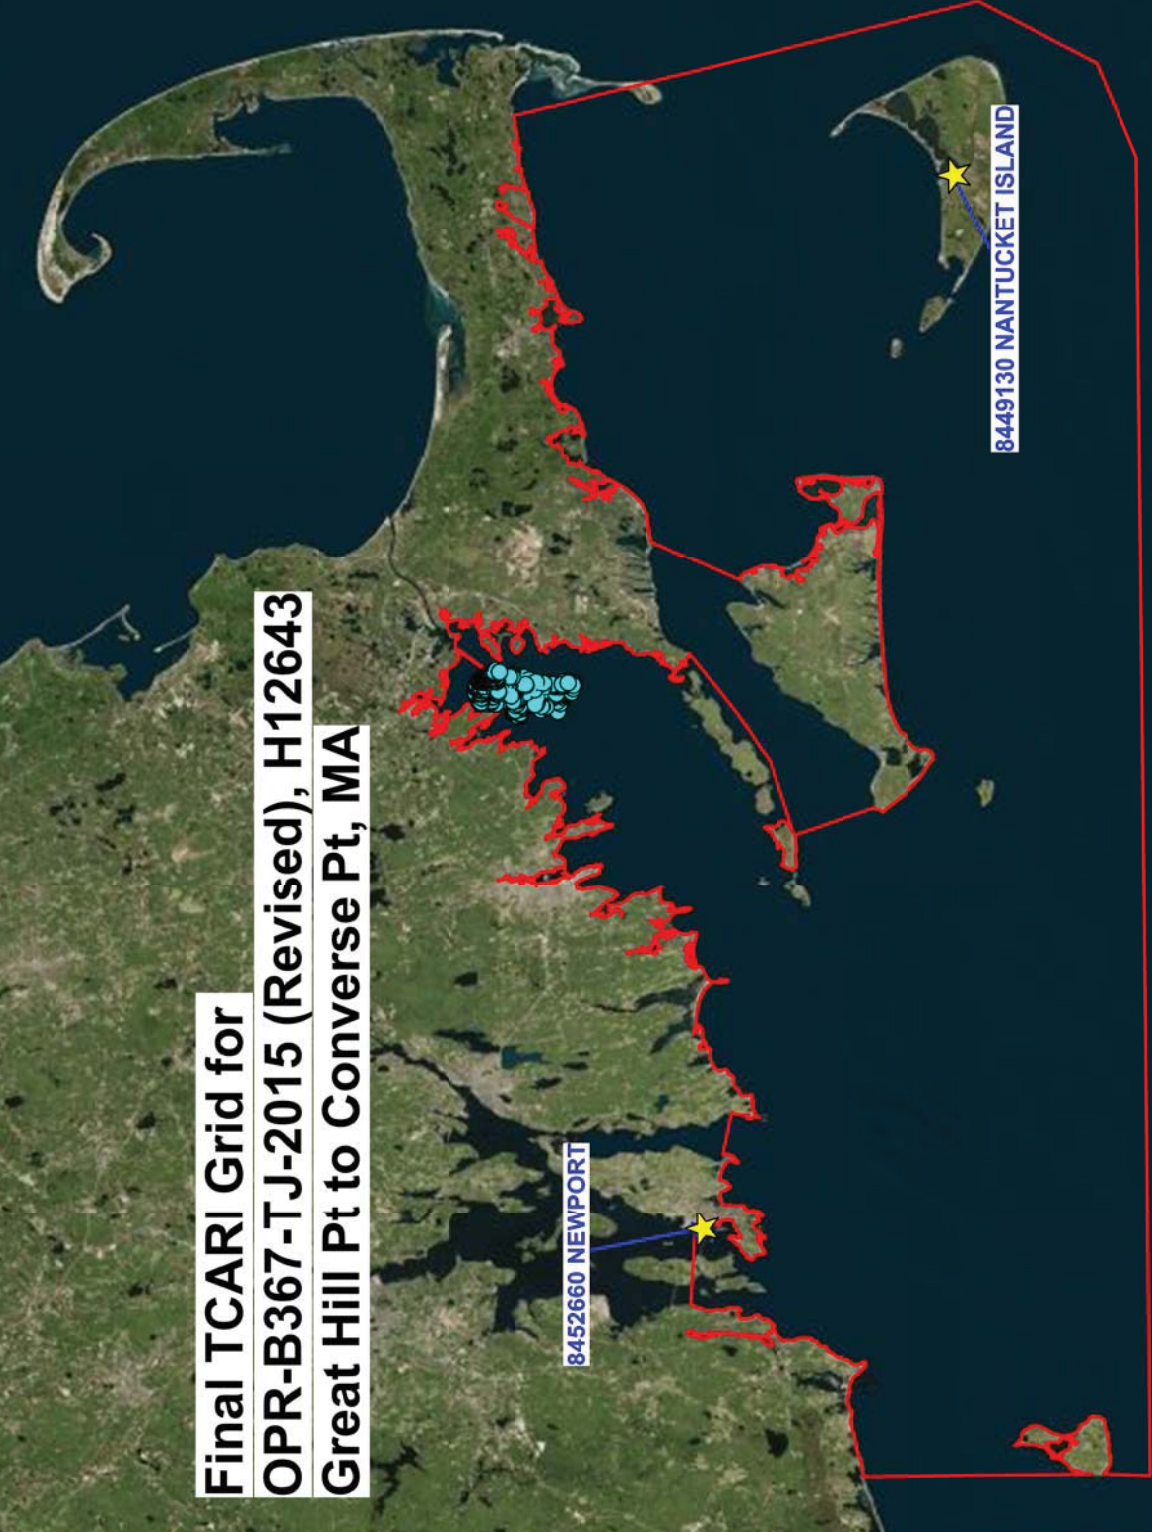 Final TCARI Grid for
OPR-B367-TJ-2015 (Revised), H12643
Great Hill Pt to Converse Pt, MA
8452660 NEWPORT
8449130 NANTUCKET ISLAND